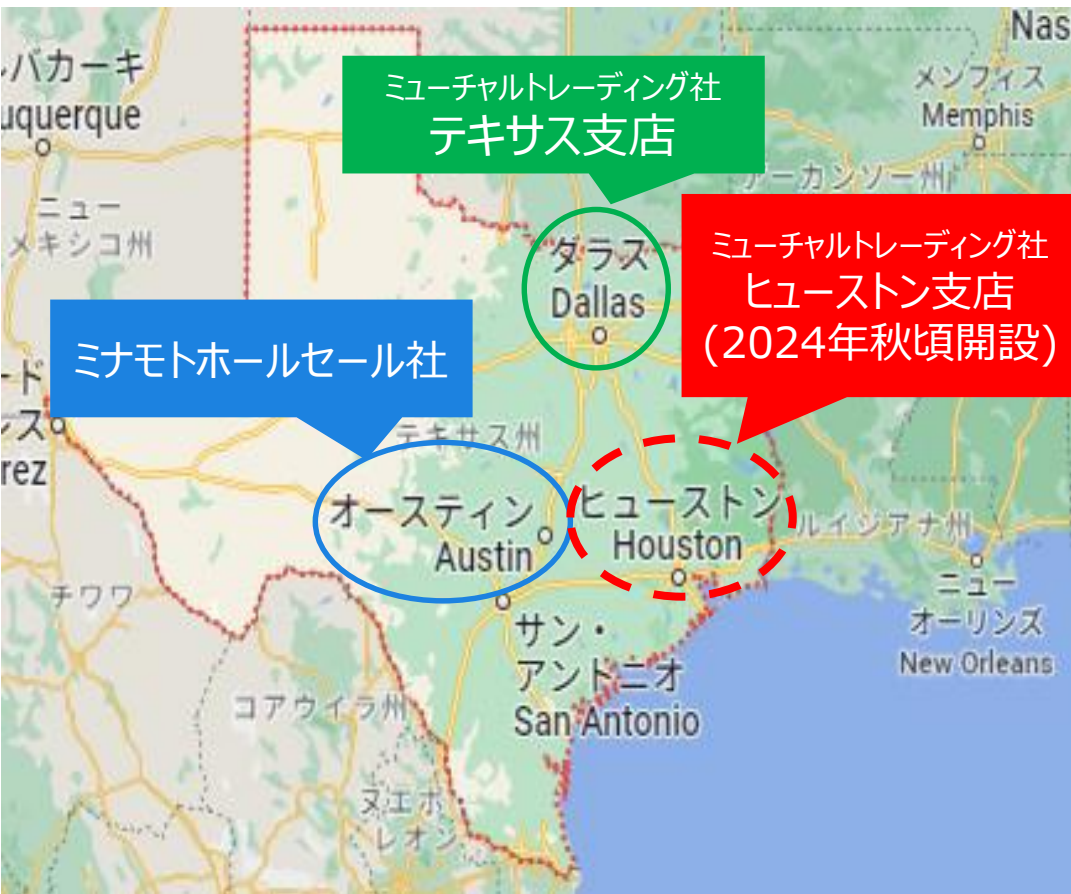 Nas
ルバカーキ
uquerque
ミューチャルトレーディング社
テキサス支店
メンフィス
Memphis
アーカンソー州
ニュー
メキシコ州
ダラス
Dallas
ミューチャルトレーディング社
ヒューストン支店
(2024年秋頃開設)
ミナモトホールセール社
ード
レス
rez
テキサス州
オースティン
Austin
ヒューストン
Houston
ルイジアナ州
ニュー
オーリンズ
New Orleans
チワワ
サン・
アントニオ
San Antonio
コアウイラ州
ヌエボ
レオン